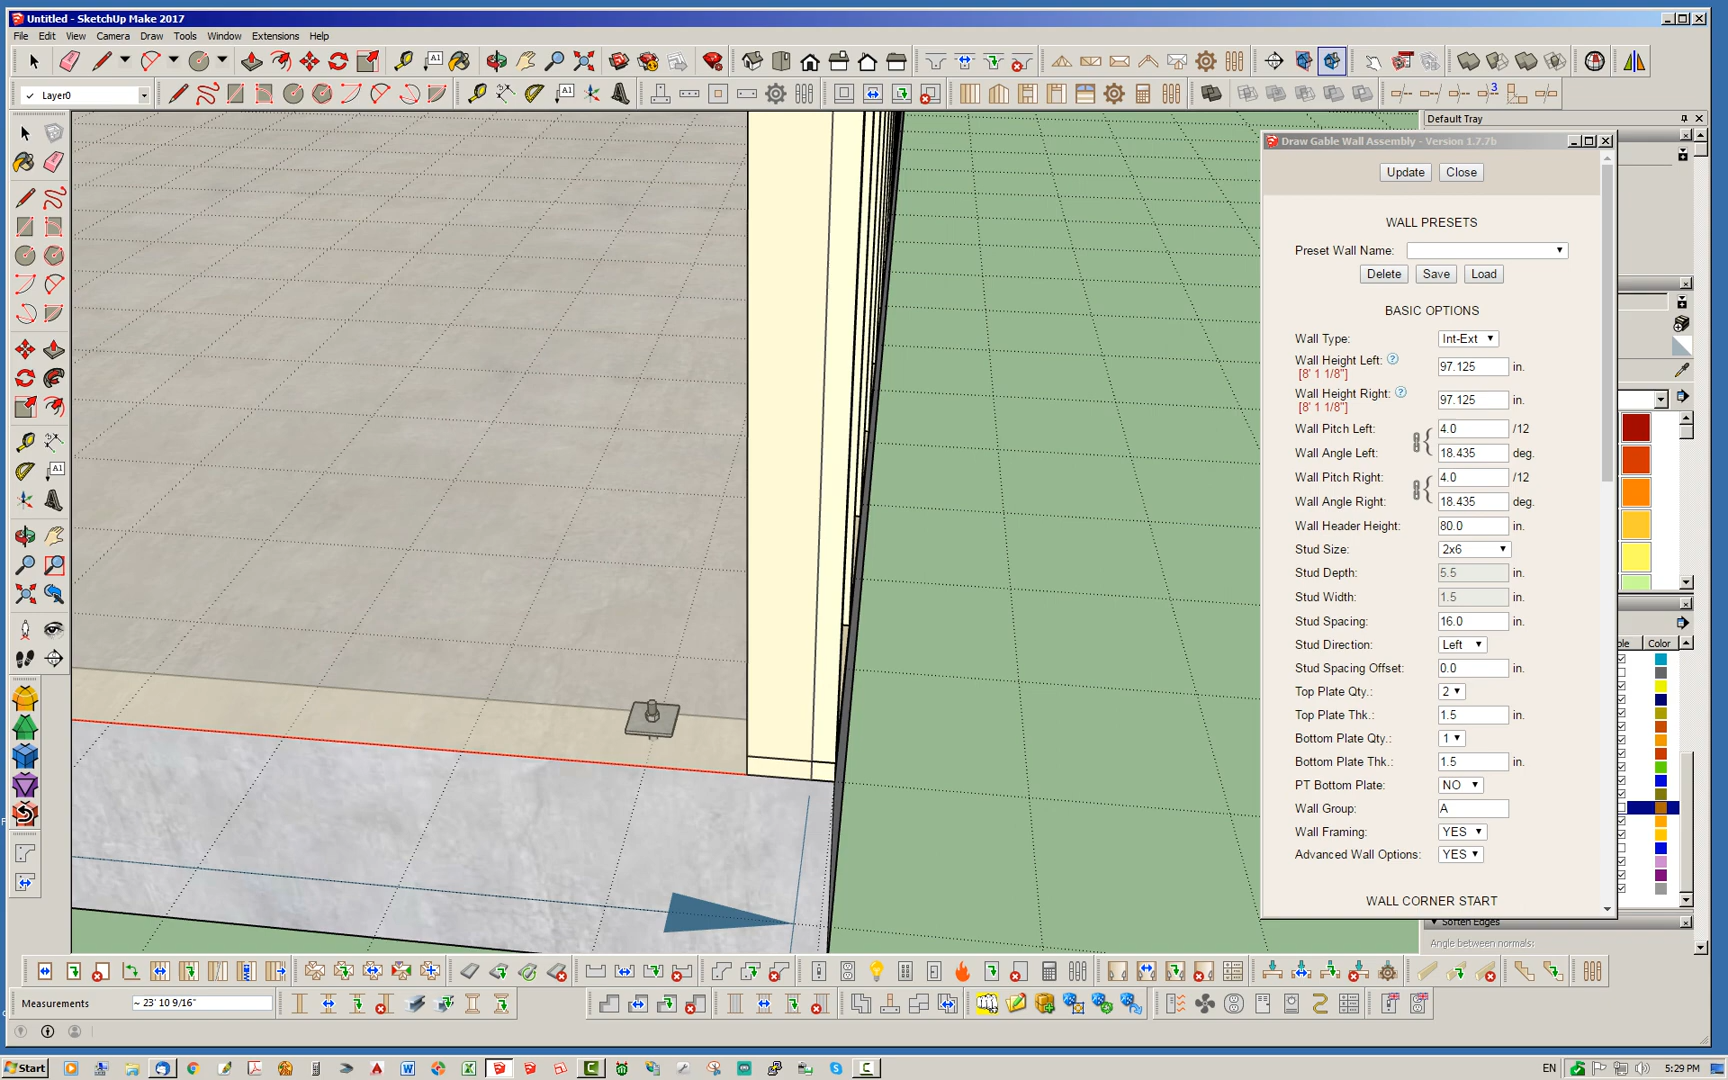 Untitled - SketchUp Make 2017
File Edit View Camera Draw Tools Window Extensions Help
Layer0
Default Tray
Draw Gable Wall Assembly - Version 1.7.7b
Update Close
WALL PRESETS
Preset Wall Name:
Delete Save Load
BASIC OPTIONS
Wall Type: Int-Ext
Wall Height Left: 97.125 in.
[8' 1 1/8"]
Wall Height Right: 97.125 in.
[8' 1 1/8"]
Wall Pitch Left: 4.0 /12
Wall Angle Left: 18.435 deg.
Wall Pitch Right: 4.0 /12
Wall Angle Right: 18.435 deg.
Wall Header Height: 80.0 in.
Stud Size: 2x6
Stud Depth: 5.5 in.
Stud Width: 1.5 in.
Stud Spacing: 16.0 in.
Stud Direction: Left
Stud Spacing Offset: 0.0 in.
Top Plate Qty.: 2
Top Plate Thk.: 1.5 in.
Bottom Plate Qty.: 1
Bottom Plate Thk.: 1.5 in.
PT Bottom Plate: NO
Wall Group: A
Wall Framing: YES
Advanced Wall Options: YES
WALL CORNER START
Color
Soften Edges
Angle between normals:
Measurements ~ 23' 10 9/16"
Start
EN
5:29 PM